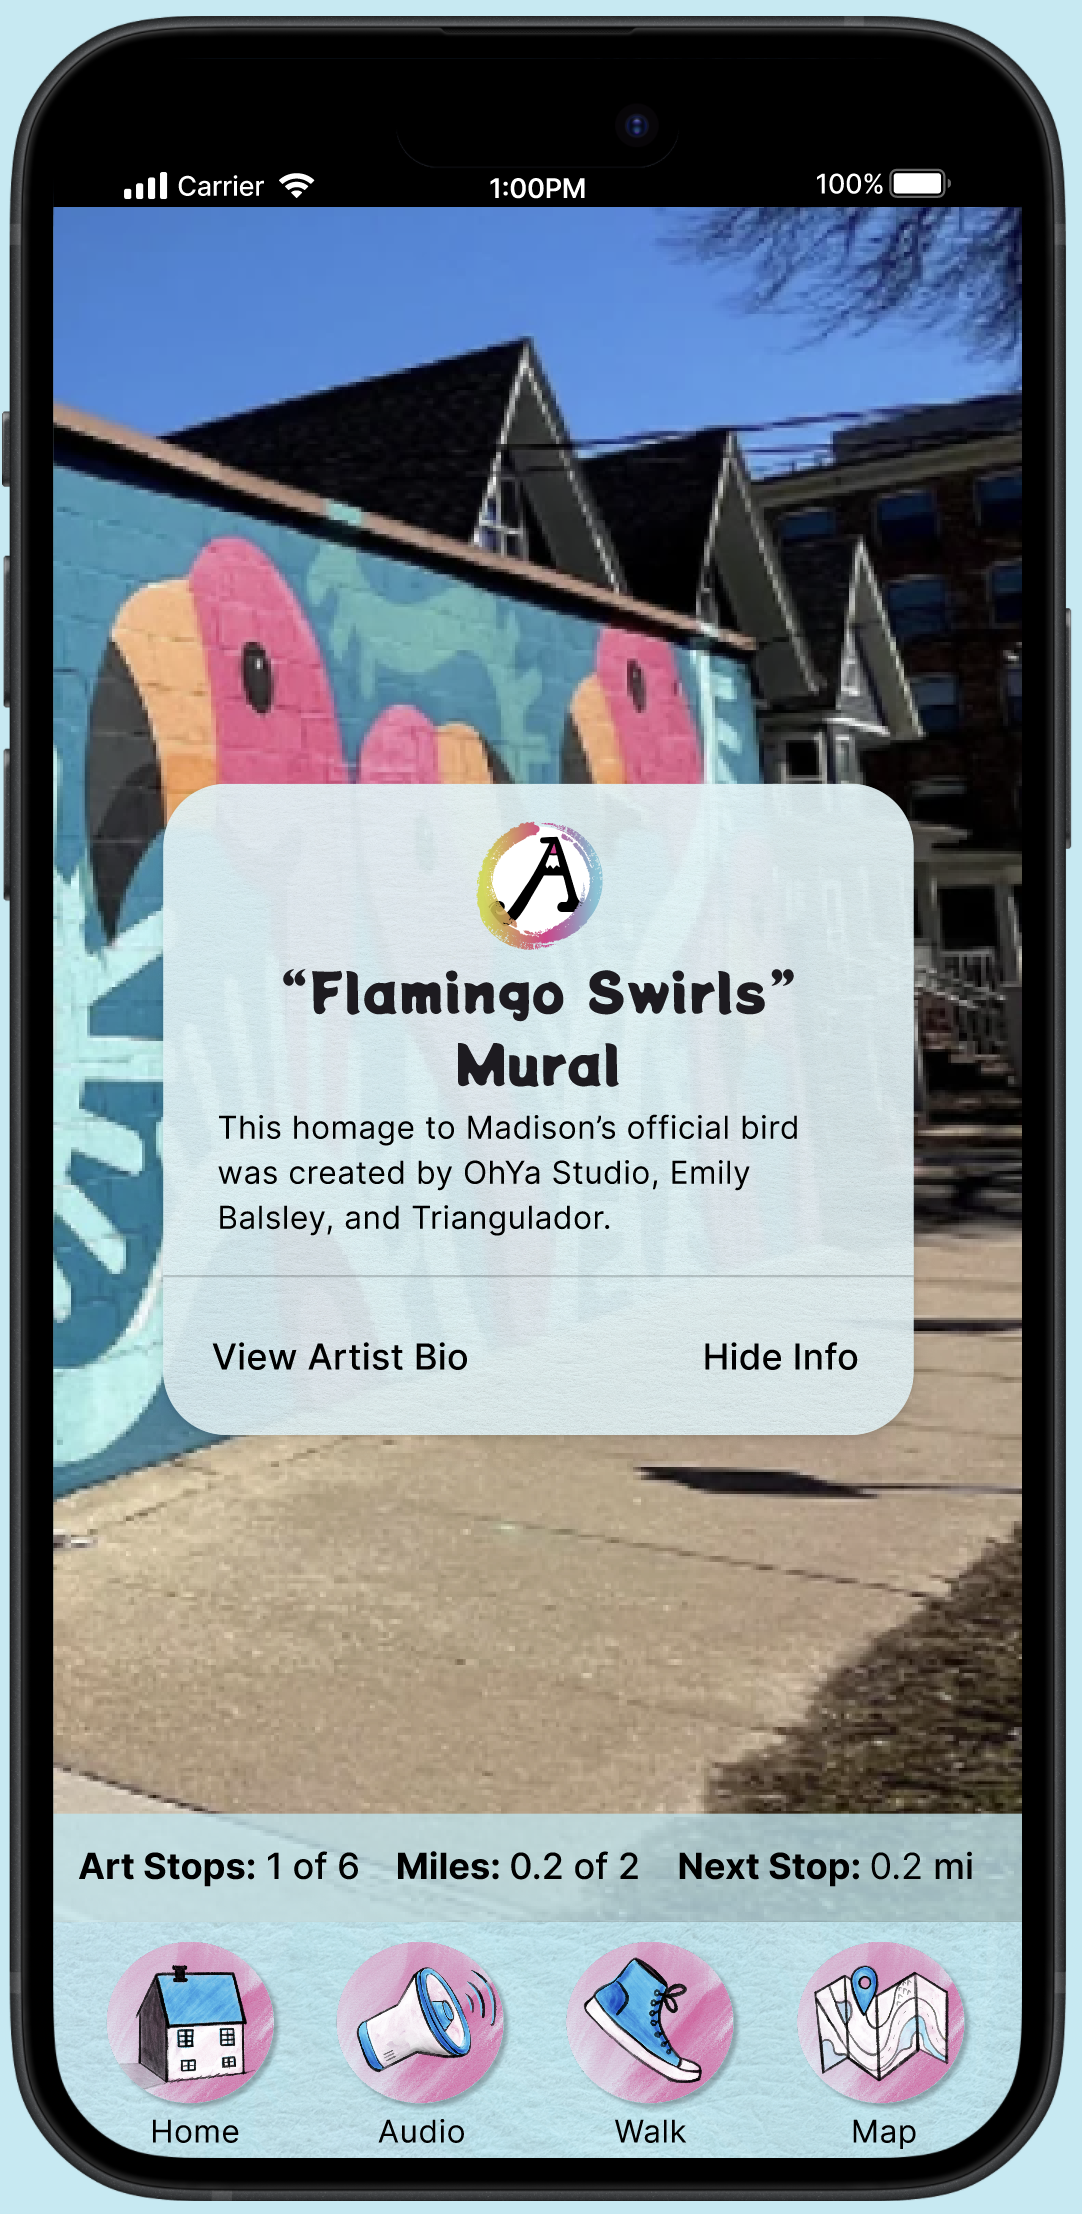 Carrier 1:00PM 100%
“Flamingo Swirls”
Mural
This homage to Madison’s official bird
was created by OhYa Studio, Emily
Balsley, and Triangulador.
View Artist Bio Hide Info
Art Stops: 1 of 6 Miles: 0.2 of 2 Next Stop: 0.2 mi
Home Audio Walk Map